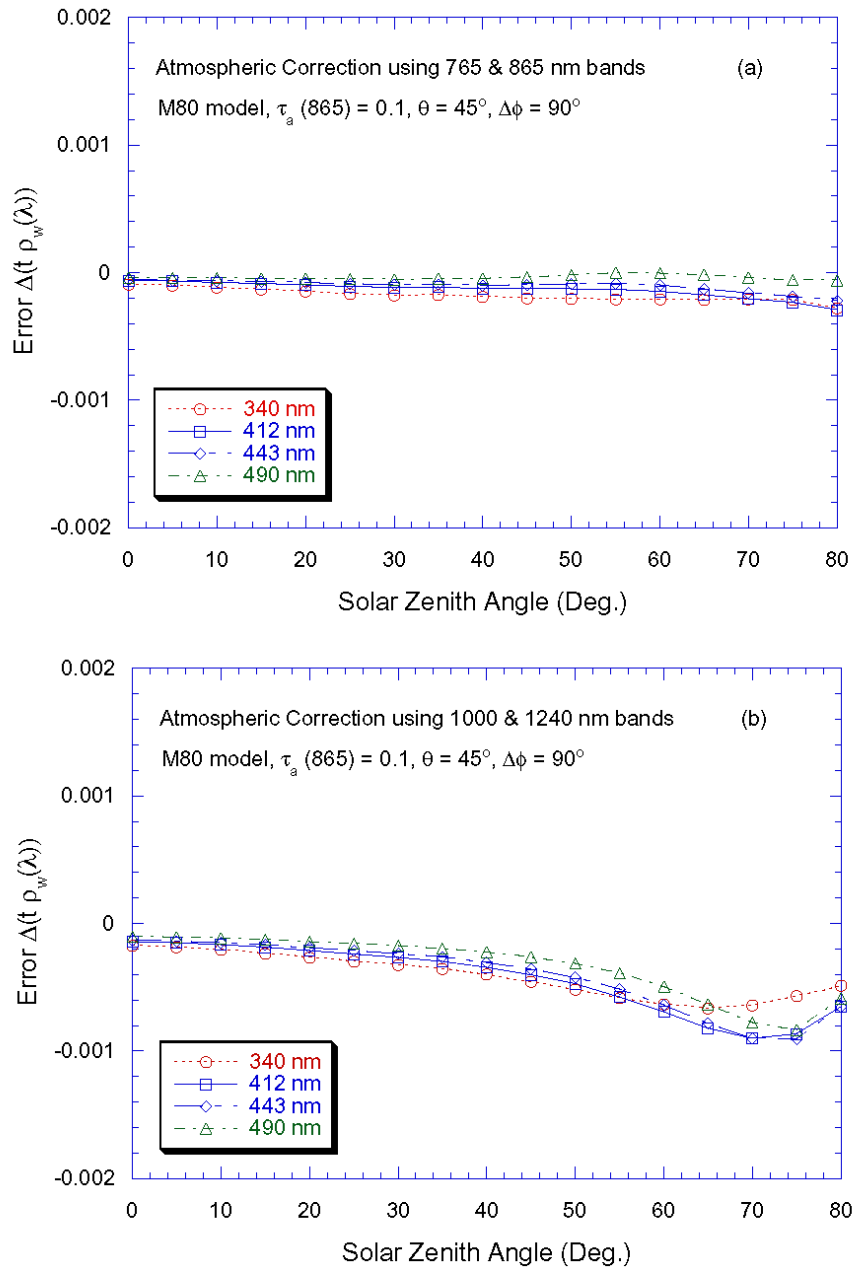 0.002
Atmospheric Correction using 765 & 865 nm bands (a)
M80 model, τa (865) = 0.1, θ = 45°, Δϕ = 90°
0.001
0
-0.001
-0.002
Error Δ(t ρw(λ))
340 nm
412 nm
443 nm
490 nm
0 10 20 30 40 50 60 70 80
Solar Zenith Angle (Deg.)
0.002
Atmospheric Correction using 1000 & 1240 nm bands (b)
M80 model, τa (865) = 0.1, θ = 45°, Δϕ = 90°
0.001
0
-0.001
-0.002
Error Δ(t ρw(λ))
340 nm
412 nm
443 nm
490 nm
0 10 20 30 40 50 60 70 80
Solar Zenith Angle (Deg.)